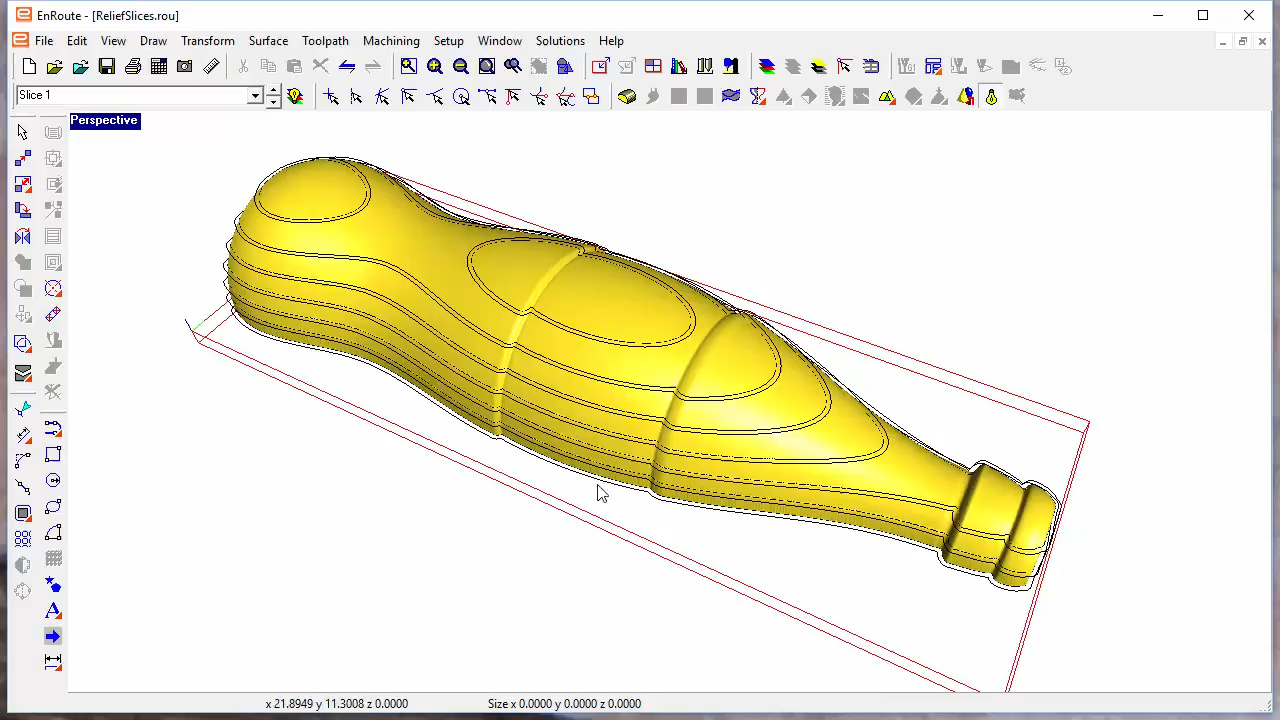 EnRoute - [ReliefSlices.rou]
File Edit View Draw Transform Surface Toolpath Machining Setup Window Solutions Help
Slice 1
Perspective
x 21.8949 y 11.3008 z 0.0000 Size x 0.0000 y 0.0000 z 0.0000